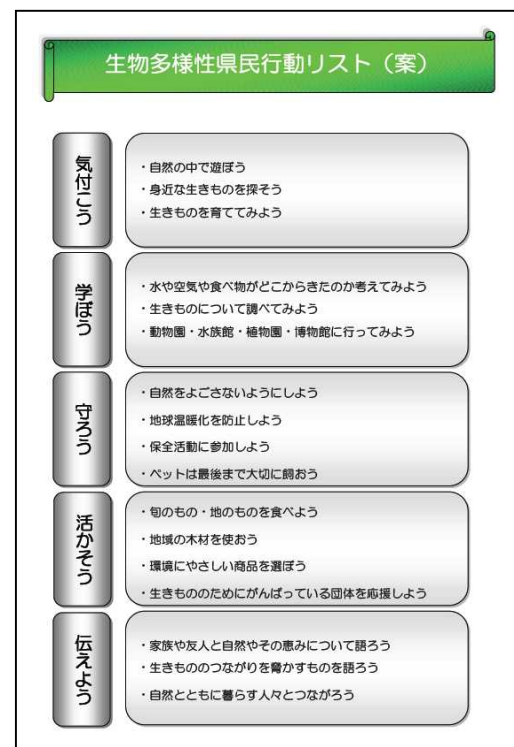 生物多様性県民行動リスト（案）
気付こう
・自然の中で遊ぼう
・身近な生きものを探そう
・生きものを育ててみよう
学ぼう
・水や空気や食べ物がどこからきたのか考えてみよう
・生きものについて調べてみよう
・動物園・水族館・植物園・博物館に行ってみよう
守ろう
・自然をよごさないようにしよう
・地球温暖化を防止しよう
・保全活動に参加しよう
・ペットは最後まで大切に飼おう
活かそう
・旬のもの・地のものを食べよう
・地域の木材を使おう
・環境にやさしい商品を選ぼう
・生きもののためにがんばっている団体を応援しよう
伝えよう
・家族や友人と自然やその恵みについて語ろう
・生きもののつながりを脅かすものを語ろう
・自然とともに暮らす人々とつながろう